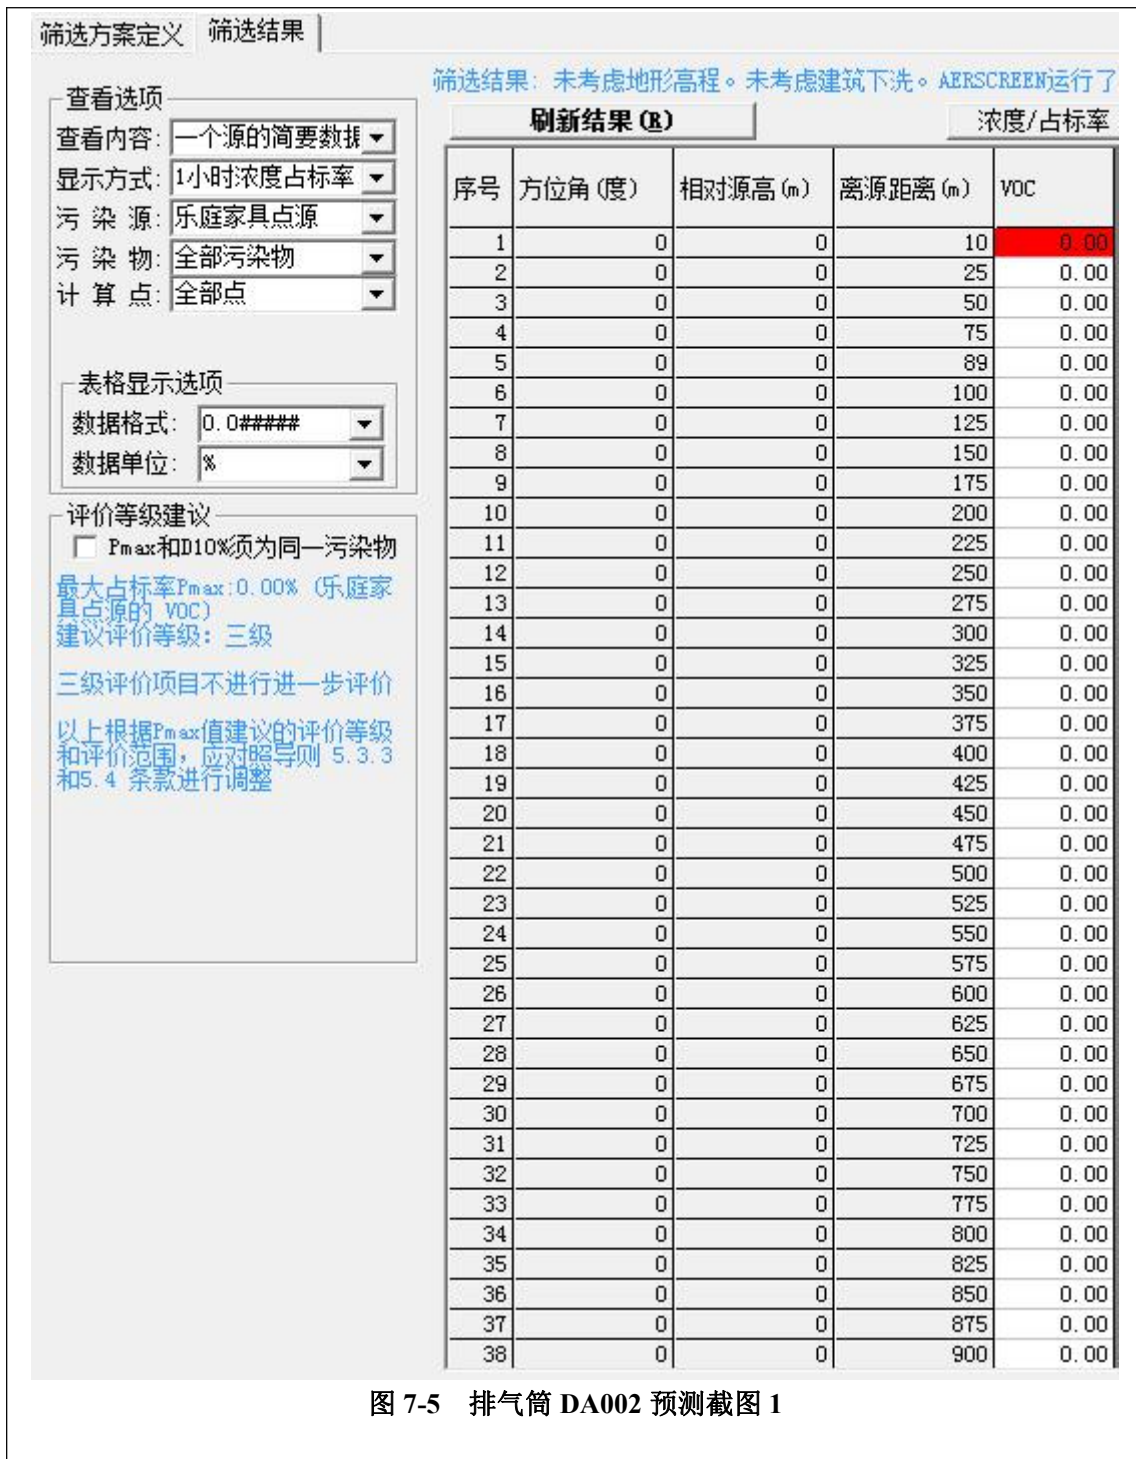 筛选方案定义 筛选结果
筛选结果：未考虑地形高程。未考虑建筑下洗。AERSCREEN运行了
查看选项
查看内容: 一个源的简要数据
显示方式: 1小时浓度占标率
污 染 源: 乐庭家具点源
污 染 物: 全部污染物
计 算 点: 全部点
表格显示选项
数据格式: 0.0#####
数据单位: %
评价等级建议
Pmax和D10%须为同一污染物
最大占标率Pmax:0.00% (乐庭家
具点源的 VOC)
建议评价等级: 三级
三级评价项目不进行进一步评价
以上根据Pmax值建议的评价等级
和评价范围，应对照导则 5.3.3
和5.4 条款进行调整
刷新结果(R) 浓度/占标率
序号 方位角(度) 相对源高(m) 离源距离(m) VOC
1 0 0 10 0.00
2 0 0 25 0.00
3 0 0 50 0.00
4 0 0 75 0.00
5 0 0 89 0.00
6 0 0 100 0.00
7 0 0 125 0.00
8 0 0 150 0.00
9 0 0 175 0.00
10 0 0 200 0.00
11 0 0 225 0.00
12 0 0 250 0.00
13 0 0 275 0.00
14 0 0 300 0.00
15 0 0 325 0.00
16 0 0 350 0.00
17 0 0 375 0.00
18 0 0 400 0.00
19 0 0 425 0.00
20 0 0 450 0.00
21 0 0 475 0.00
22 0 0 500 0.00
23 0 0 525 0.00
24 0 0 550 0.00
25 0 0 575 0.00
26 0 0 600 0.00
27 0 0 625 0.00
28 0 0 650 0.00
29 0 0 675 0.00
30 0 0 700 0.00
31 0 0 725 0.00
32 0 0 750 0.00
33 0 0 775 0.00
34 0 0 800 0.00
35 0 0 825 0.00
36 0 0 850 0.00
37 0 0 875 0.00
38 0 0 900 0.00
图 7-5 排气筒 DA002 预测截图 1